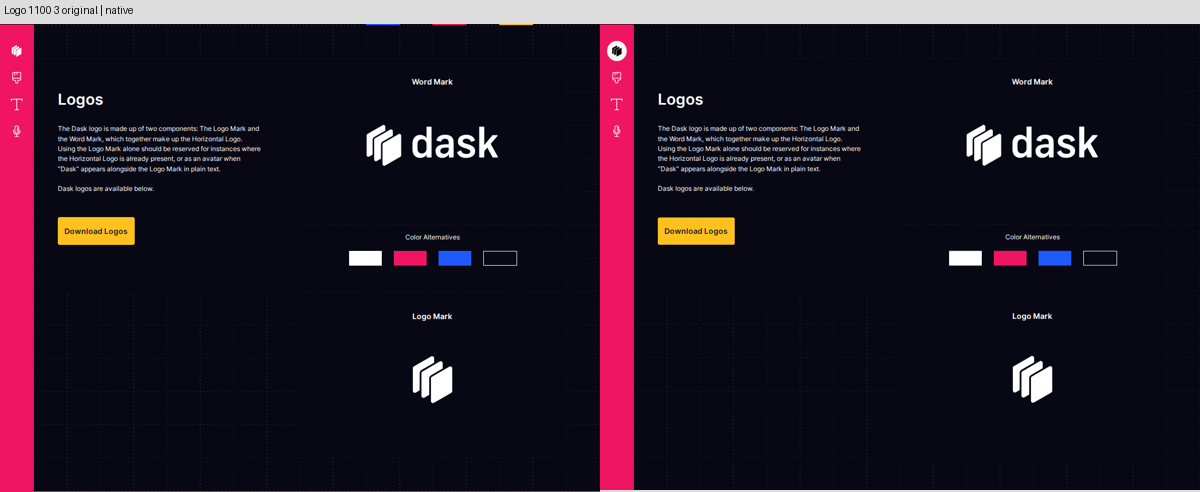 Logo 1100 3 original | native
Logos
The Dask logo is made up of two components: The Logo Mark and
the Word Mark, which together make up the Horizontal Logo.
Using the Logo Mark alone should be reserved for instances where
the Horizontal Logo is already present, or as an avatar when
"Dask" appears alongside the Logo Mark in plain text.
Dask logos are available below.
Download Logos
Word Mark
dask
Color Alternatives
Logo Mark
Logos
The Dask logo is made up of two components: The Logo Mark and
the Word Mark, which together make up the Horizontal Logo.
Using the Logo Mark alone should be reserved for instances where
the Horizontal Logo is already present, or as an avatar when
"Dask" appears alongside the Logo Mark in plain text.
Dask logos are available below.
Download Logos
Word Mark
dask
Color Alternatives
Logo Mark